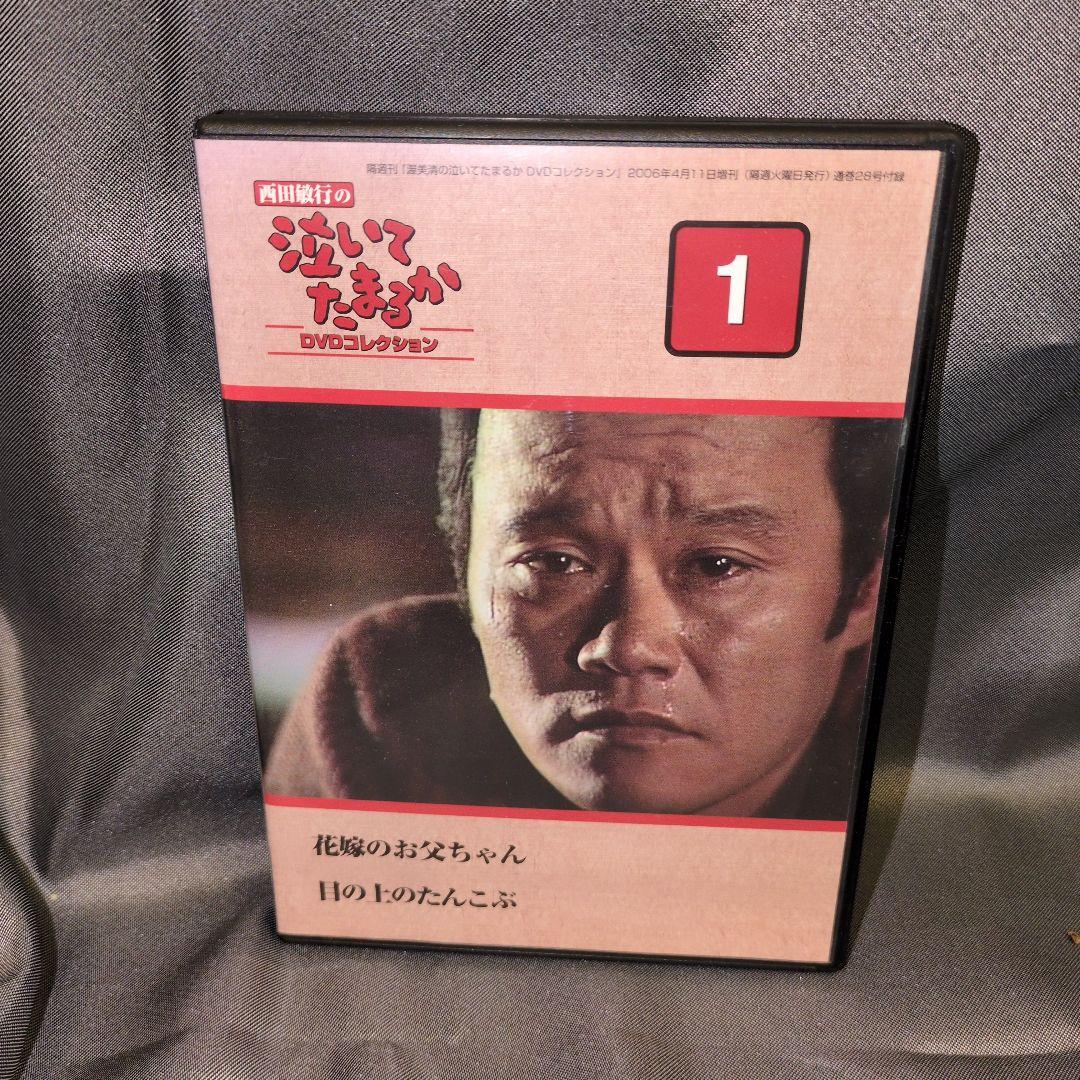 隔週刊「渥美清の泣いてたまるか DVDコレクション」 2006年4月11日増刊（隔週火曜日発行）通巻28号付録
西田敏行の
泣いて
たまるか
DVDコレクション
1
花嫁のお父ちゃん
目の上のたんこぶ